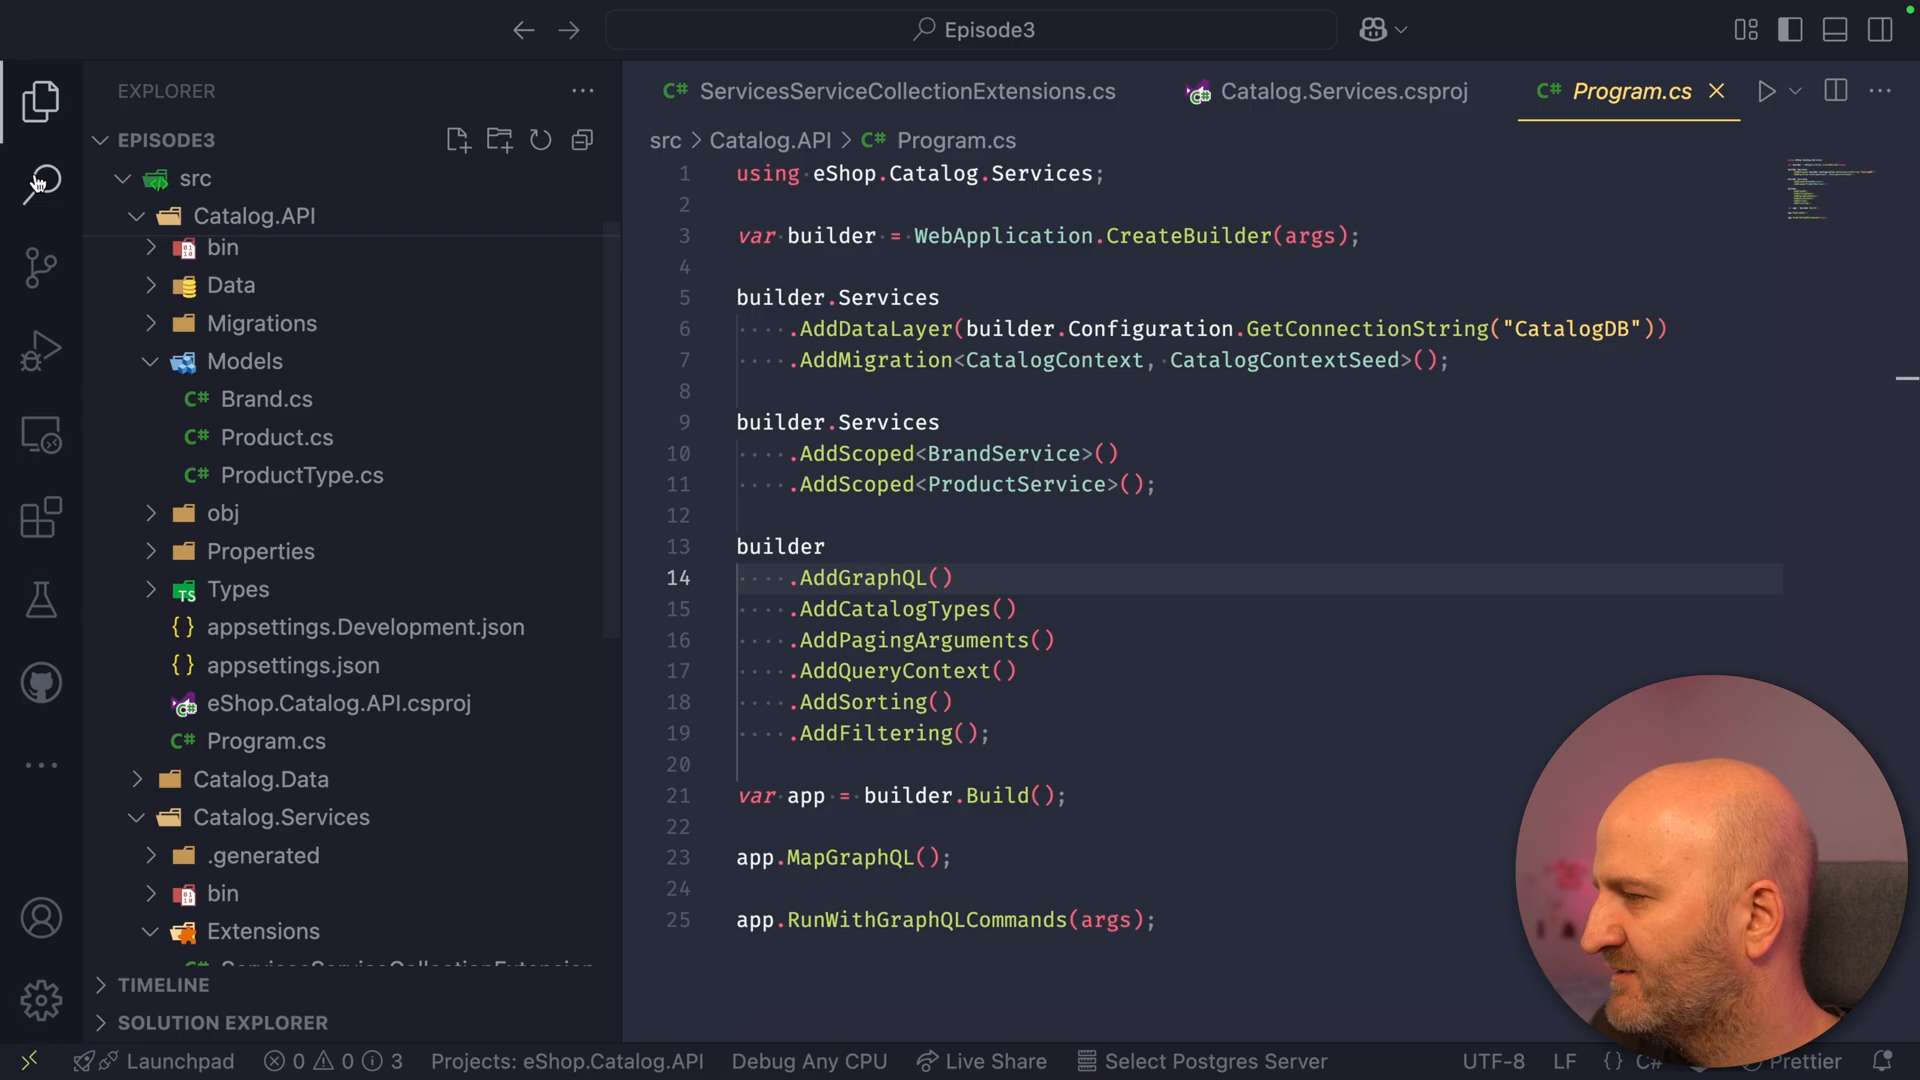 Episode3
EXPLORER
EPISODE3
src
Catalog.API
bin
Data
Migrations
Models
C# Brand.cs
C# Product.cs
C# ProductType.cs
obj
Properties
TS Types
{} appsettings.Development.json
{} appsettings.json
eShop.Catalog.API.csproj
C# Program.cs
Catalog.Data
Catalog.Services
.generated
bin
Extensions
TIMELINE
SOLUTION EXPLORER
C# ServicesServiceCollectionExtensions.cs
Catalog.Services.csproj
C# Program.cs
src > Catalog.API > C# Program.cs
1 using eShop.Catalog.Services;
2
3 var builder = WebApplication.CreateBuilder(args);
4
5 builder.Services
6 .AddDataLayer(builder.Configuration.GetConnectionString("CatalogDB"))
7 .AddMigration<CatalogContext, CatalogContextSeed>();
8
9 builder.Services
10 .AddScoped<BrandService>()
11 .AddScoped<ProductService>();
12
13 builder
14 .AddGraphQL()
15 .AddCatalogTypes()
16 .AddPagingArguments()
17 .AddQueryContext()
18 .AddSorting()
19 .AddFiltering();
20
21 var app = builder.Build();
22
23 app.MapGraphQL();
24
25 app.RunWithGraphQLCommands(args);
Launchpad 0 0 3 Projects: eShop.Catalog.API Debug Any CPU Live Share Select Postgres Server UTF-8 LF {} C# Prettier